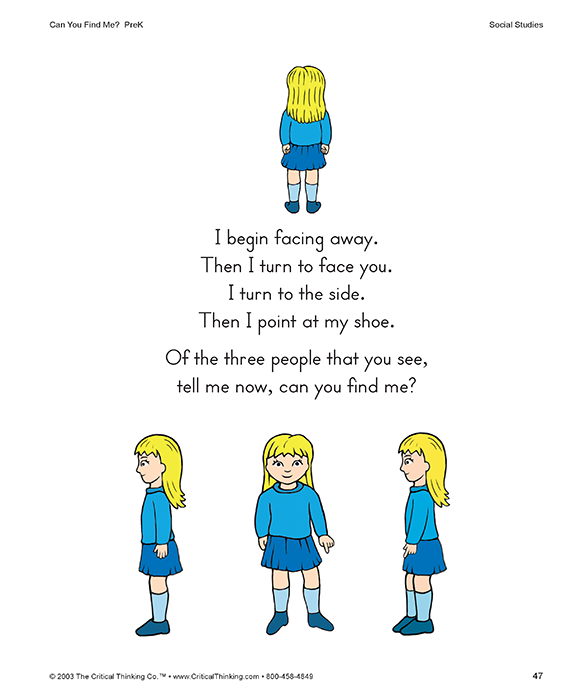 Can You Find Me?  PreK
Social Studies
I begin facing away.
Then I turn to face you.
I turn to the side.
Then I point at my shoe.
Of the three people that you see,
tell me now, can you find me?
© 2003 The Critical Thinking Co.™ • www.CriticalThinking.com • 800-458-4849
47